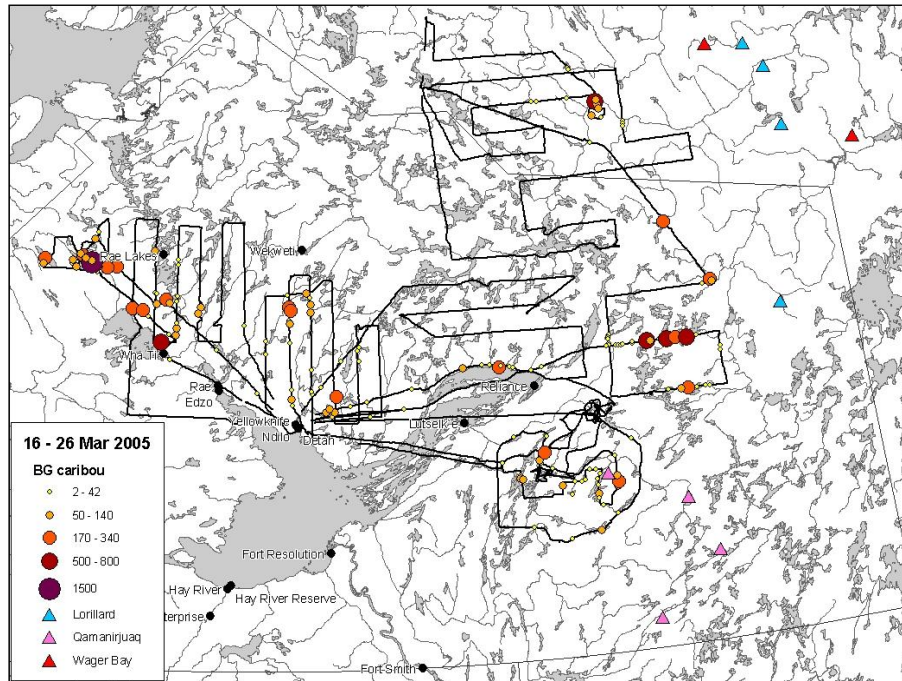 Rae Lakes
Wekweti
Wha Ti
Rae
Edzo
Reliance
Yellowknife
Ndilo
Detah
Lutselk'e
16 - 26 Mar 2005
BG caribou
2 - 42
50 - 140
170 - 340
500 - 800
1500
Lorillard
Qamanirjuaq
Wager Bay
Fort Resolution
Hay River
Hay River Reserve
terprise
Fort Smith